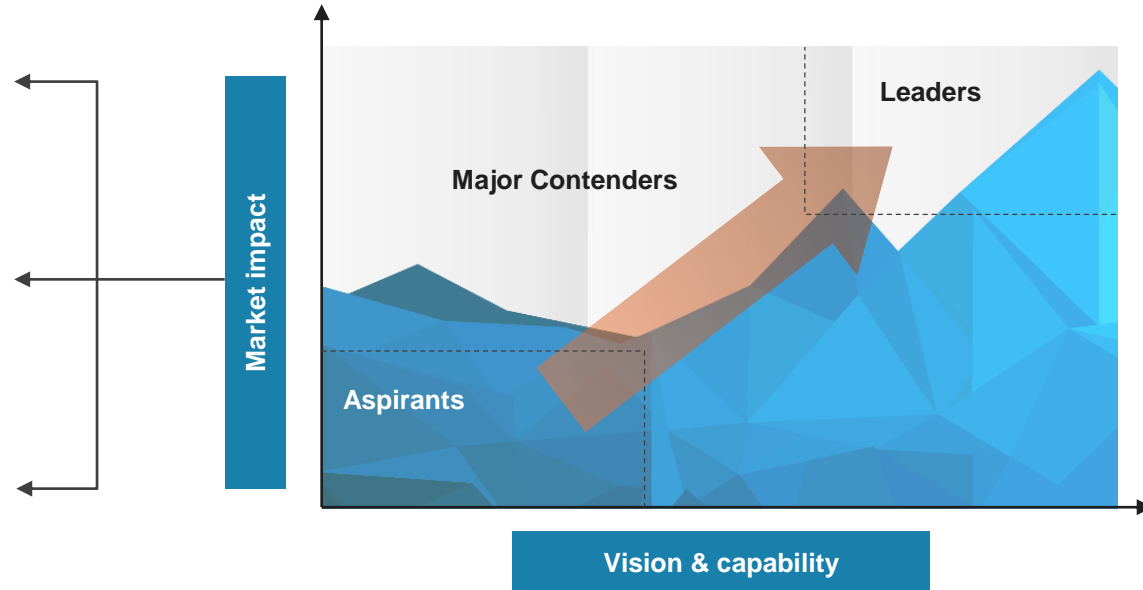 Leaders
Major Contenders
Market impact
Aspirants
Vision & capability